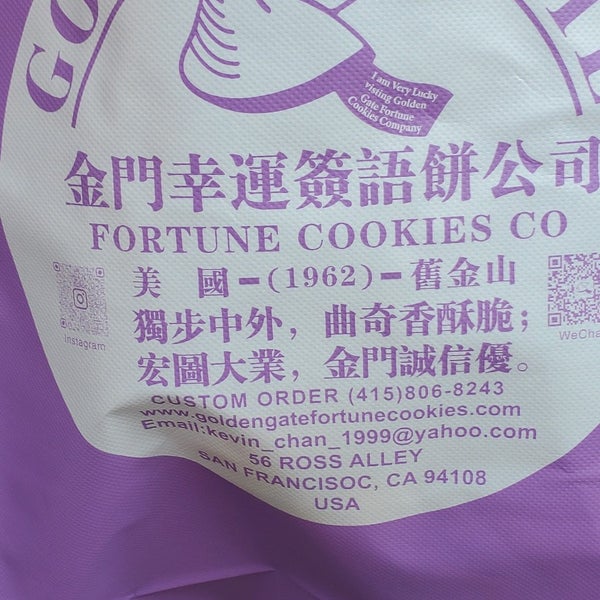 GO
I am Very Lucky
visting Golden
Gate Fortune
Cookies Company
金門幸運簽語餅公司
FORTUNE COOKIES CO
美 國-(1962)-舊金山
獨步中外，曲奇香酥脆；
宏圖大業，金門誠信優。
Instagram
WeCha
CUSTOM ORDER (415)806-8243
www.goldengatefortunecookies.com
Email:kevin_chan_1999@yahoo.com
56 ROSS ALLEY
SAN FRANCISOC, CA 94108
USA